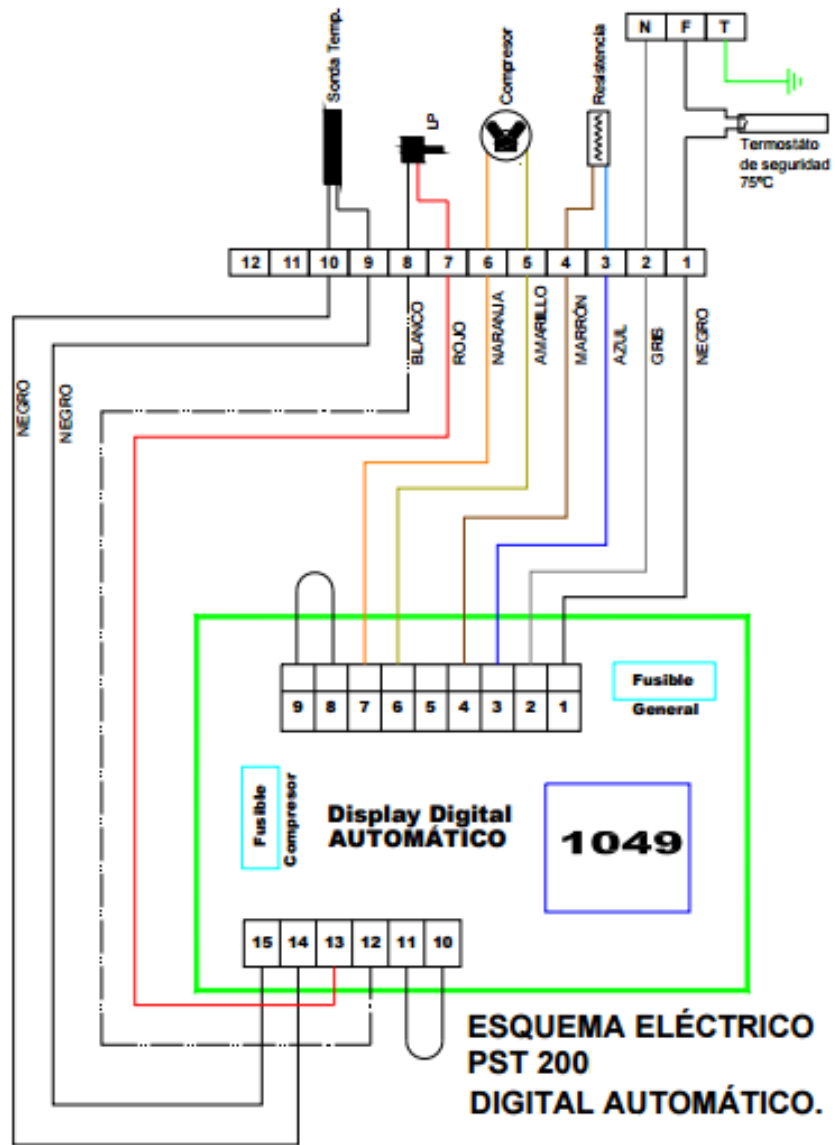 N F T
Sonda Temp.
LP
Compresor
Resistencia
Termostáto
de seguridad
75ºC
12 11 10 9 8 7 6 5 4 3 2 1
NEGRO
NEGRO
BLANCO
ROJO
NARANJA
AMARILLO
MARRÓN
AZUL
GRIS
NEGRO
9 8 7 6 5 4 3 2 1
Fusible
General
Fusible
Compresor
Display Digital
AUTOMÁTICO
1049
15 14 13 12 11 10
ESQUEMA ELÉCTRICO
PST 200
DIGITAL AUTOMÁTICO.